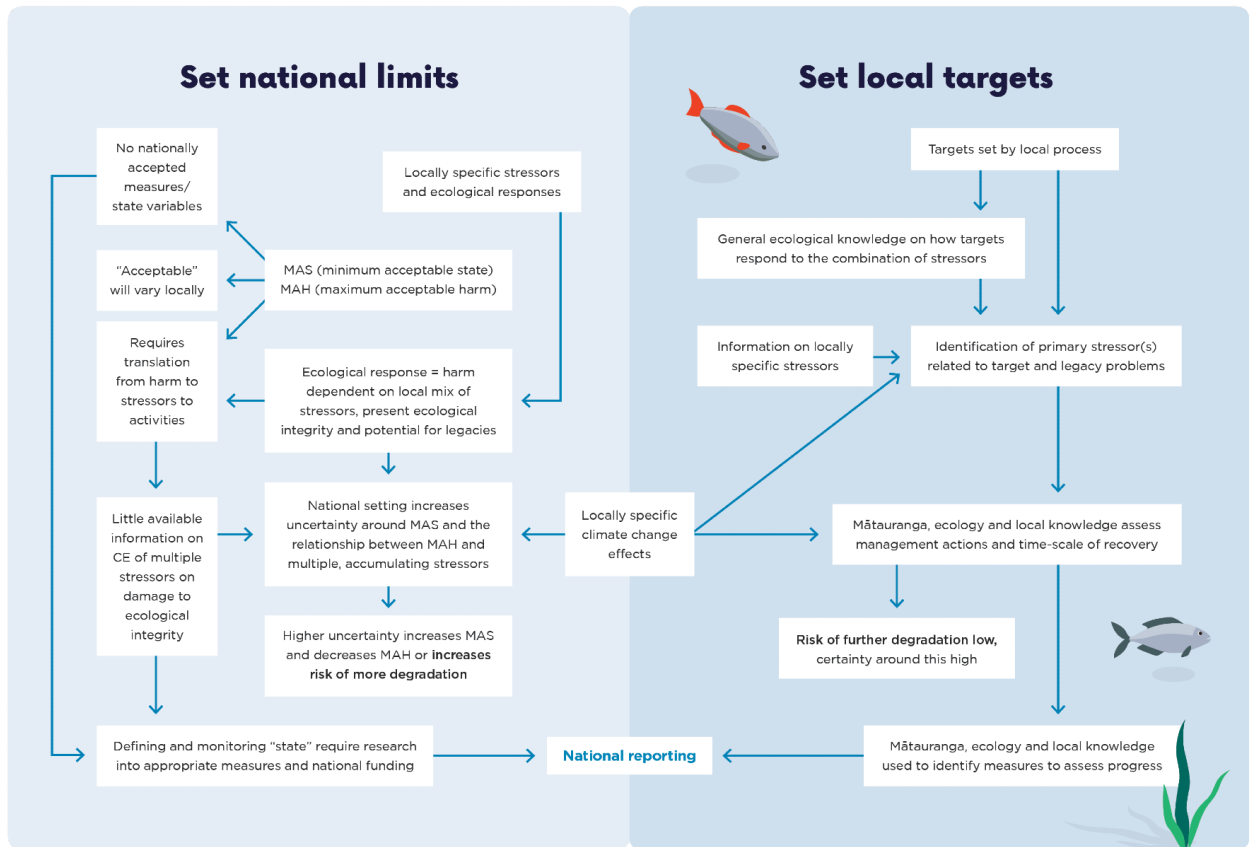 Set national limits
No nationally
accepted
measures/
state variables
Locally specific stressors
and ecological responses
“Acceptable”
will vary locally
MAS (minimum acceptable state)
MAH (maximum acceptable harm)
Requires
translation
from harm to
stressors to
activities
Ecological response = harm
dependent on local mix of
stressors, present ecological
integrity and potential for legacies
Little available
information on
CE of multiple
stressors on
damage to
ecological
integrity
National setting increases
uncertainty around MAS and the
relationship between MAH and
multiple, accumulating stressors
Higher uncertainty increases MAS
and decreases MAH or increases
risk of more degradation
Defining and monitoring “state” require research
into appropriate measures and national funding
Locally specific
climate change
effects
National reporting
Set local targets
Targets set by local process
General ecological knowledge on how targets
respond to the combination of stressors
Information on locally
specific stressors
Identification of primary stressor(s)
related to target and legacy problems
Mātauranga, ecology and local knowledge assess
management actions and time-scale of recovery
Risk of further degradation low,
certainty around this high
Mātauranga, ecology and local knowledge
used to identify measures to assess progress